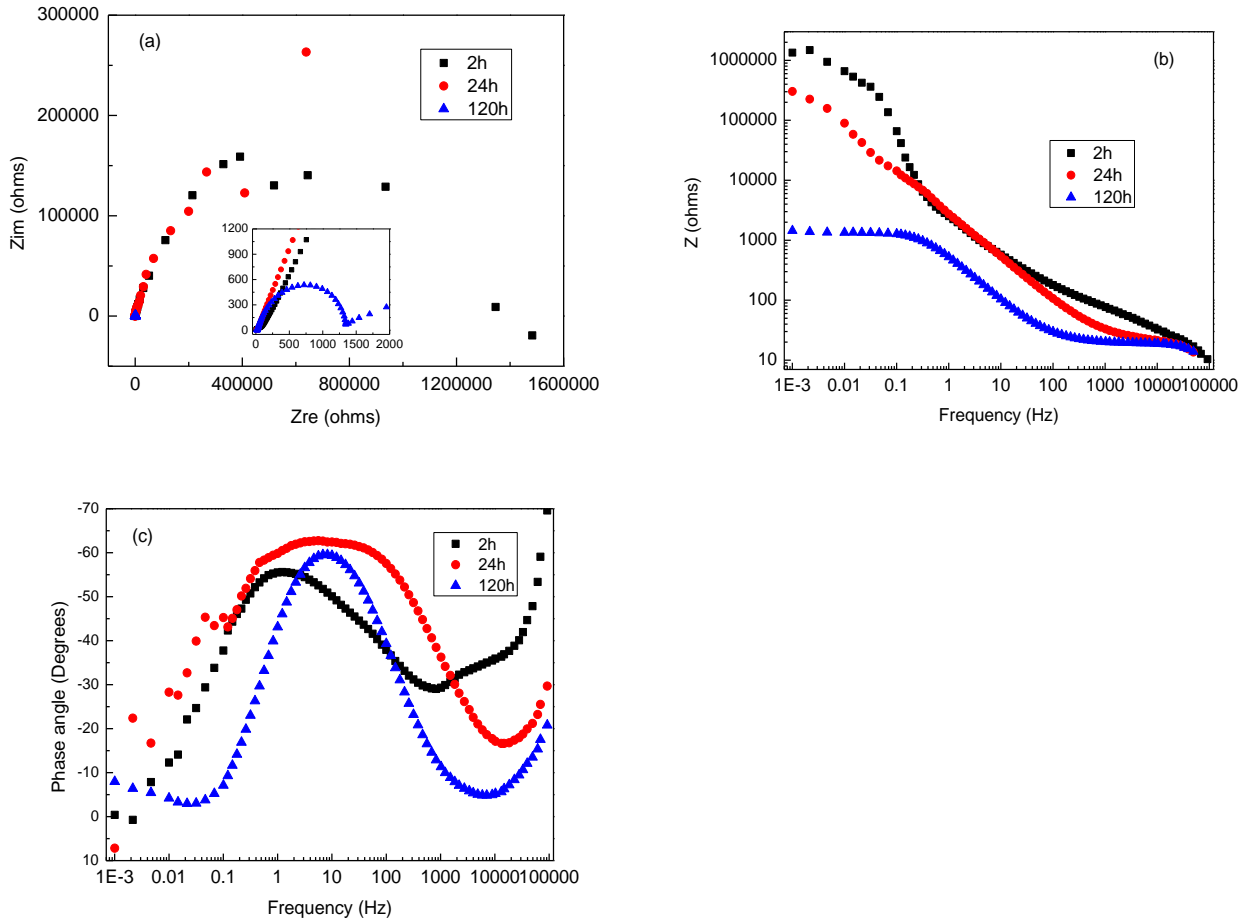 (a)
300000
200000
100000
0
Zim (ohms)
2h
24h
120h
1200
900
600
300
0
0 500 1000 1500 2000
0 400000 800000 1200000 1600000
Zre (ohms)
(b)
1000000
100000
10000
1000
100
10
Z (ohms)
2h
24h
120h
1E-3 0.01 0.1 1 10 100 1000 10000 100000
Frequency (Hz)
(c)
-70
-60
-50
-40
-30
-20
-10
0
10
Phase angle (Degrees)
2h
24h
120h
1E-3 0.01 0.1 1 10 100 1000 10000 100000
Frequency (Hz)